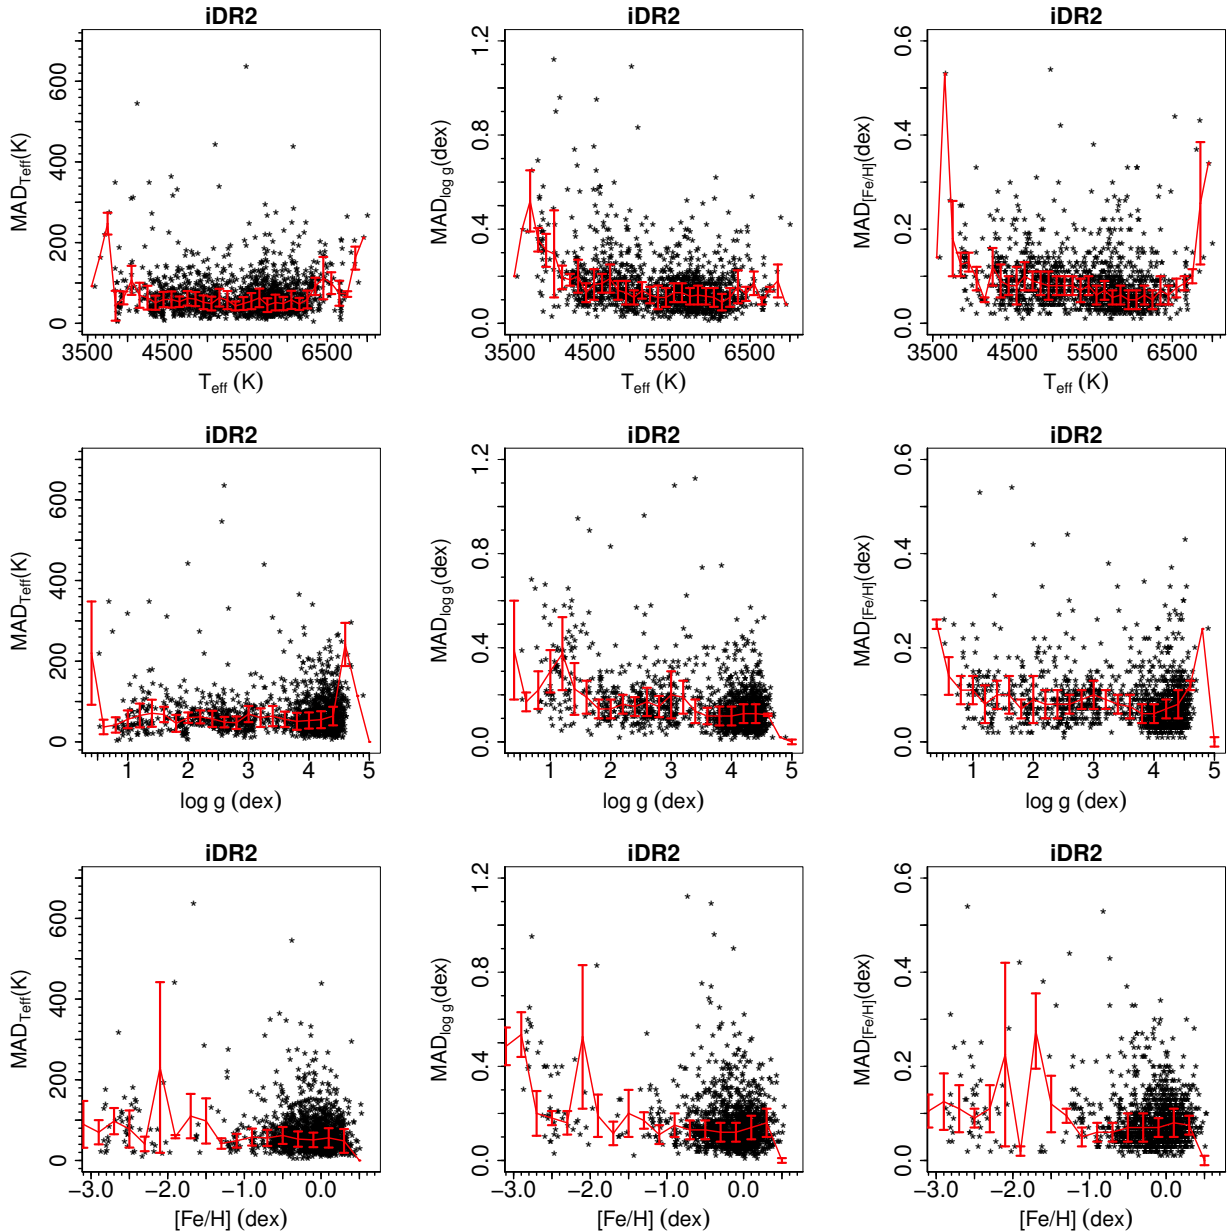 iDR2 iDR2 iDR2
MAD_Teff(K)
0 200 400 600
3500 4500 5500 6500
T_eff (K)
MAD_log g(dex)
0.0 0.4 0.8 1.2
3500 4500 5500 6500
T_eff (K)
MAD_[Fe/H](dex)
0.0 0.2 0.4 0.6
3500 4500 5500 6500
T_eff (K)
iDR2 iDR2 iDR2
MAD_Teff(K)
0 200 400 600
1 2 3 4 5
log g (dex)
MAD_log g(dex)
0.0 0.4 0.8 1.2
1 2 3 4 5
log g (dex)
MAD_[Fe/H](dex)
0.0 0.2 0.4 0.6
1 2 3 4 5
log g (dex)
iDR2 iDR2 iDR2
MAD_Teff(K)
0 200 400 600
−3.0 −2.0 −1.0 0.0
[Fe/H] (dex)
MAD_log g(dex)
0.0 0.4 0.8 1.2
−3.0 −2.0 −1.0 0.0
[Fe/H] (dex)
MAD_[Fe/H](dex)
0.0 0.2 0.4 0.6
−3.0 −2.0 −1.0 0.0
[Fe/H] (dex)